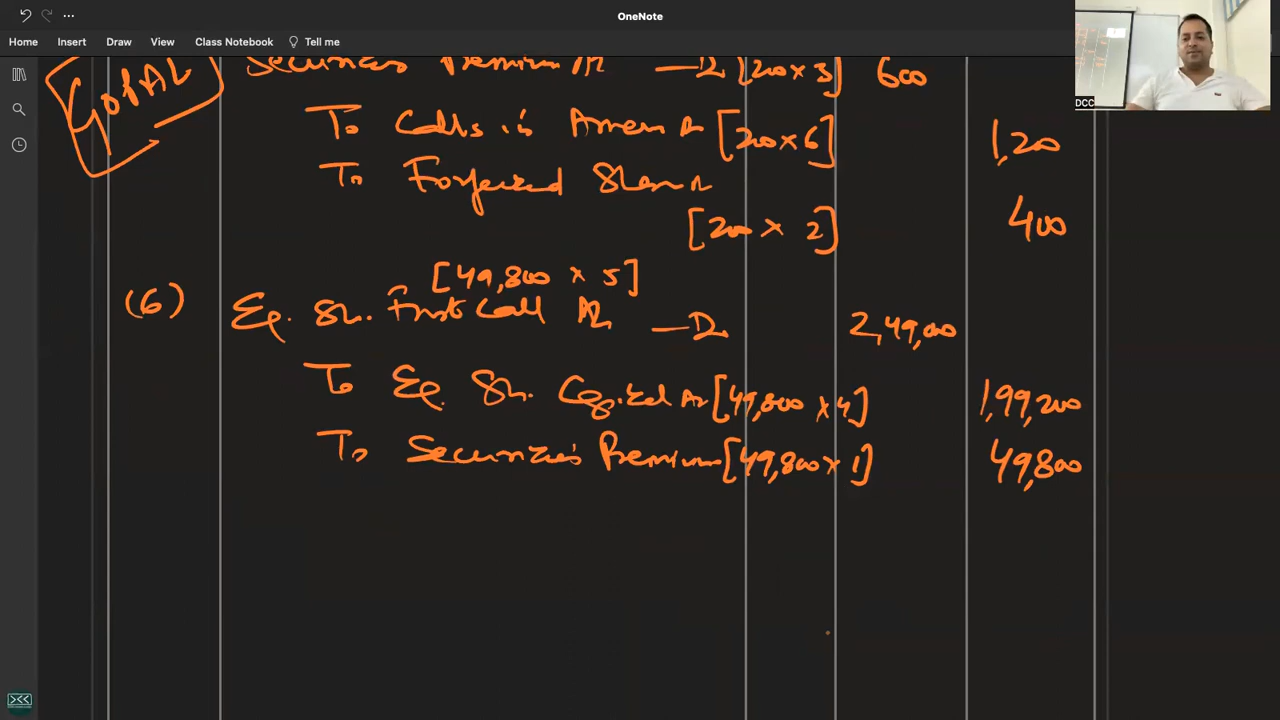 OneNote
Home Insert Draw View Class Notebook Tell me
GOPAL
Securities Premium A/c —Dr [200 x 3] 600
To Calls in Arrear A/c [200 x 6] 1,200
To Forfeited Share A/c
[200 x 2] 400
[49,800 x 5]
(6) Eq. Sh. First Call A/c —Dr 2,49,000
To Eq. Sh. Capital A/c [49,800 x 4] 1,99,200
To Securities Premium [49,800 x 1] 49,800
DCC